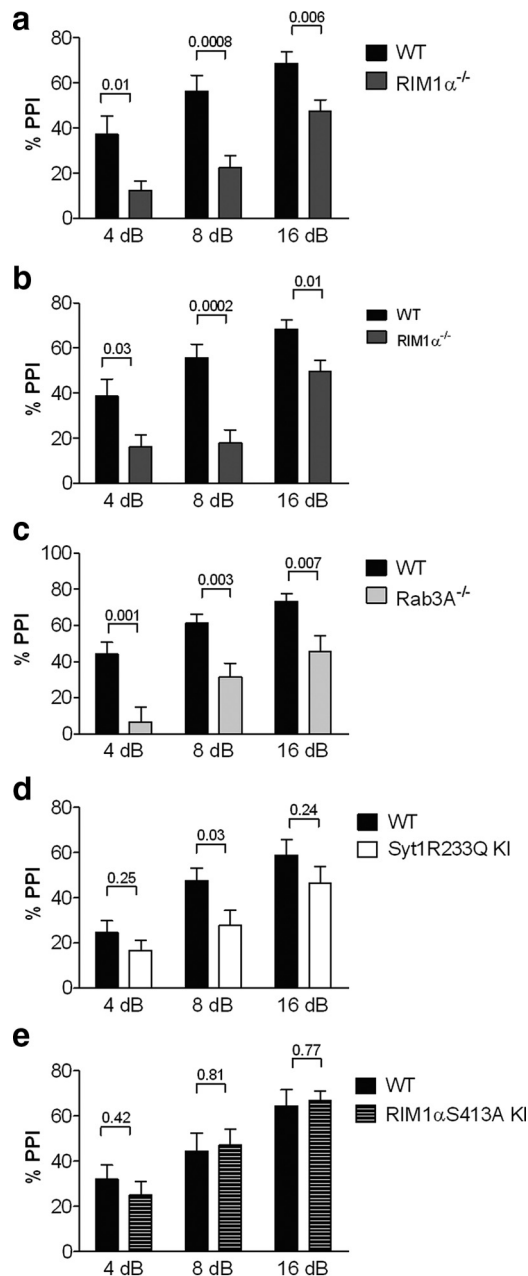 a
% PPI
80
60
40
20
0
0.01
0.0008
0.006
4 dB 8 dB 16 dB
WT
RIM1α-/-
b
% PPI
80
60
40
20
0
0.03
0.0002
0.01
4 dB 8 dB 16 dB
WT
RIM1α-/-
c
% PPI
100
80
60
40
20
0
0.001
0.003
0.007
4 dB 8 dB 16 dB
WT
Rab3A-/-
d
% PPI
80
60
40
20
0
0.25
0.03
0.24
4 dB 8 dB 16 dB
WT
Syt1R233Q KI
e
% PPI
80
60
40
20
0
0.42
0.81
0.77
4 dB 8 dB 16 dB
WT
RIM1αS413A KI